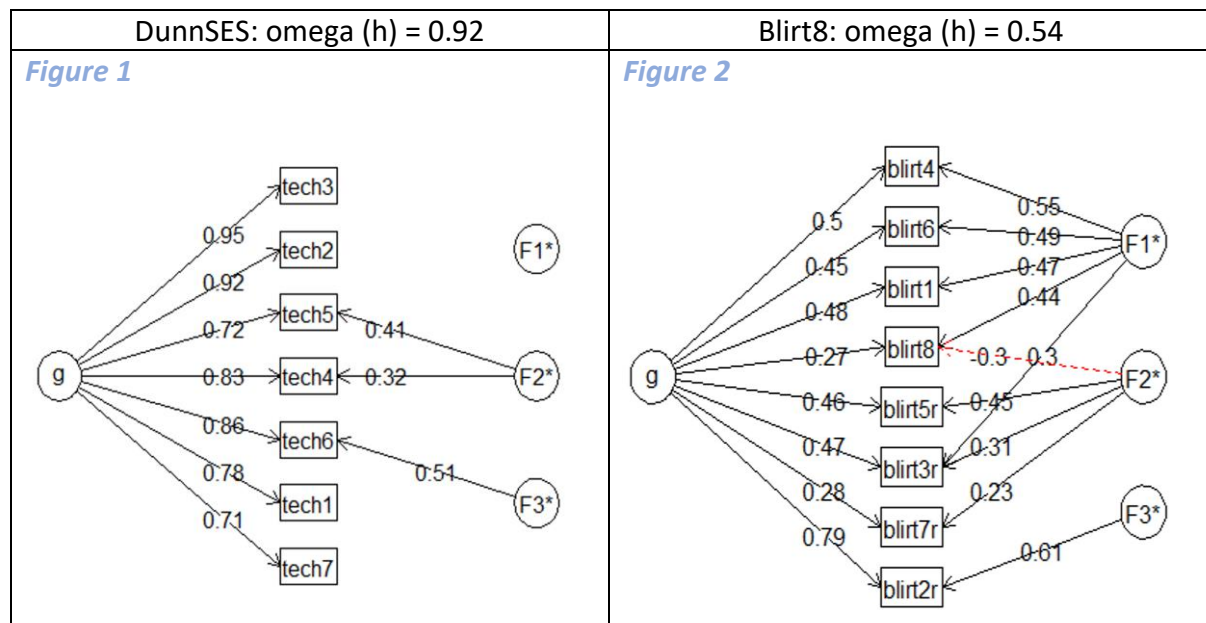 DunnSES: omega (h) = 0.92
Blirt8: omega (h) = 0.54
Figure 1
tech3
0.95
tech2
F1*
0.92
tech5
0.72
0.41
g
0.83
tech4
0.32
F2*
0.86
tech6
0.78
0.51
F3*
tech1
0.71
tech7
Figure 2
blirt4
0.5
0.55
blirt6
0.49
F1*
0.45
0.47
blirt1
0.48
0.44
blirt8
0.27
-0.3
0.3
g
F2*
0.46
blirt5r
0.45
0.47
blirt3r
0.31
0.28
blirt7r
0.23
F3*
0.79
0.61
blirt2r